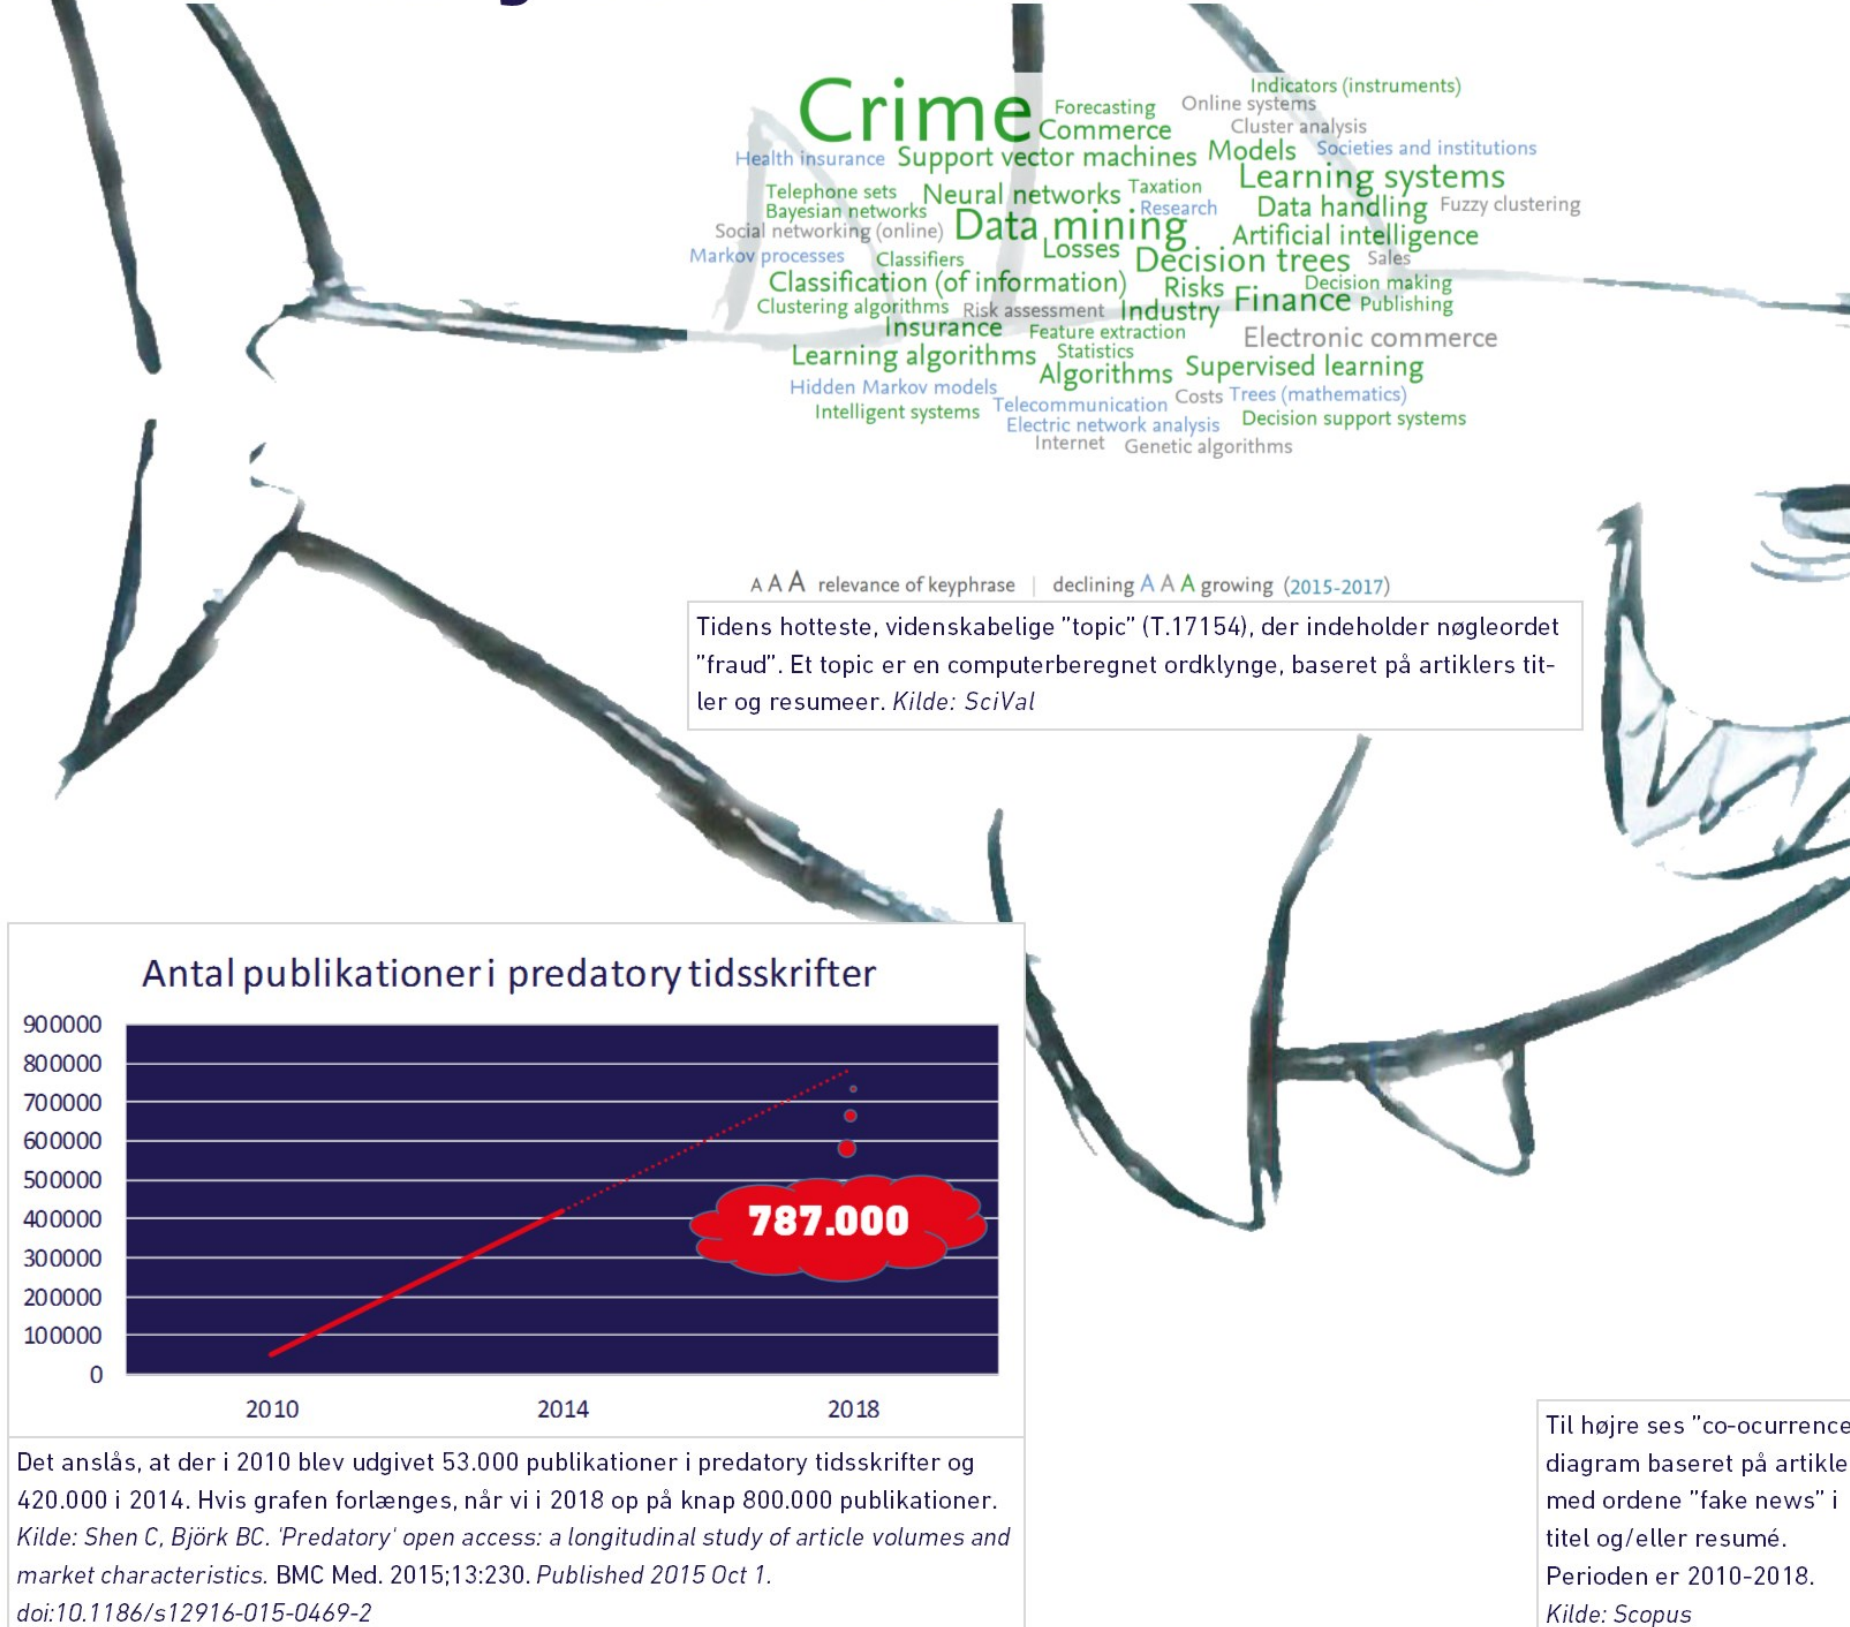 Crime
Forecasting
Commerce
Online systems
Indicators (instruments)
Cluster analysis
Health insurance Support vector machines Models Societies and institutions
Telephone sets Neural networks Taxation Learning systems
Bayesian networks Research Data handling Fuzzy clustering
Social networking (online) Data mining Artificial intelligence
Markov processes Classifiers Losses Decision trees Sales
Classification (of information) Risks Decision making
Clustering algorithms Risk assessment Industry Finance Publishing
Insurance Feature extraction Electronic commerce
Learning algorithms Statistics
Algorithms Supervised learning
Hidden Markov models Costs Trees (mathematics)
Intelligent systems Telecommunication Decision support systems
Electric network analysis
Internet Genetic algorithms
A A A relevance of keyphrase | declining A A A growing (2015-2017)
Tidens hotteste, videnskabelige ”topic” (T.17154), der indeholder nøgleordet
”fraud”. Et topic er en computerberegnet ordklynge, baseret på artiklers tit-
ler og resumeer. Kilde: SciVal
Antal publikationer i predatory tidsskrifter
900000
800000
700000
600000
500000
400000
300000
200000
100000
0
787.000
2010 2014 2018
Det anslås, at der i 2010 blev udgivet 53.000 publikationer i predatory tidsskrifter og
420.000 i 2014. Hvis grafen forlænges, når vi i 2018 op på knap 800.000 publikationer.
Kilde: Shen C, Björk BC. 'Predatory' open access: a longitudinal study of article volumes and
market characteristics. BMC Med. 2015;13:230. Published 2015 Oct 1.
doi:10.1186/s12916-015-0469-2
Til højre ses ”co-ocurrence
diagram baseret på artikle
med ordene ”fake news” i
titel og/eller resumé.
Perioden er 2010-2018.
Kilde: Scopus